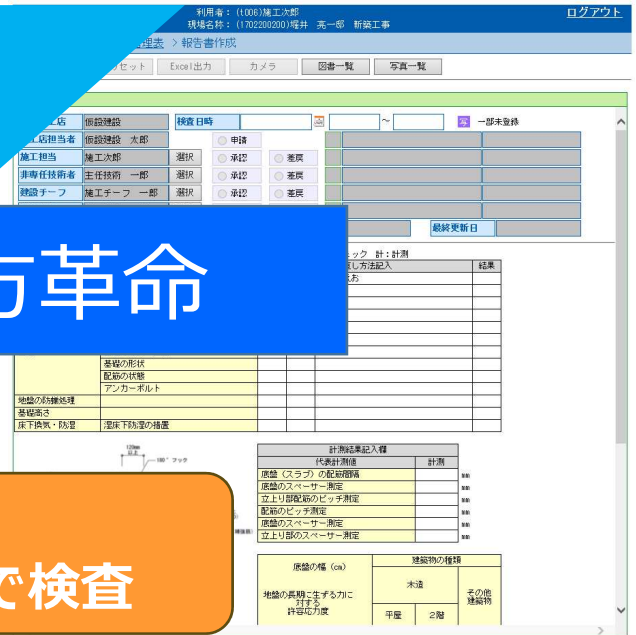 利用者： (t006)施工次郎
ログアウト
現場名称： (1702200200)堀井 亮一郎 新築工事
理表 ＞報告書作成
セット Excel出力 カメラ 図書一覧 写真一覧
店 仮設建設 検査日時 ～ 写 一部未登録
店担当者 仮設建設 太郎 申請
施工担当 施工次郎 選択 承認 差戻
非専任技術者 主任技術 一郎 選択 承認 差戻
建設チーフ 施工チーフ 一郎 選択 承認 差戻
最終更新日
方革命
ック 計：計測
し方法記入 結果
お
基礎の形状
配筋の状態
アンカーボルト
地盤の防蟻処理
基礎高さ
床下換気・防湿 湿床下防湿の措置
120mm
以上
180°フック
計測結果記入欄
代表計測値 計測
底盤（スラブ）の配筋間隔 mm
底盤のスペーサー測定 mm
立上り部配筋のピッチ測定 mm
配筋のピッチ測定 mm
底盤のスペーサー測定 mm
立上り部のスペーサー測定 mm
で検査
底盤の幅（cm） 建築物の種類
地盤の長期に生ずる力に
対する
許容応力度
木造 その他
建築物
平屋 2階